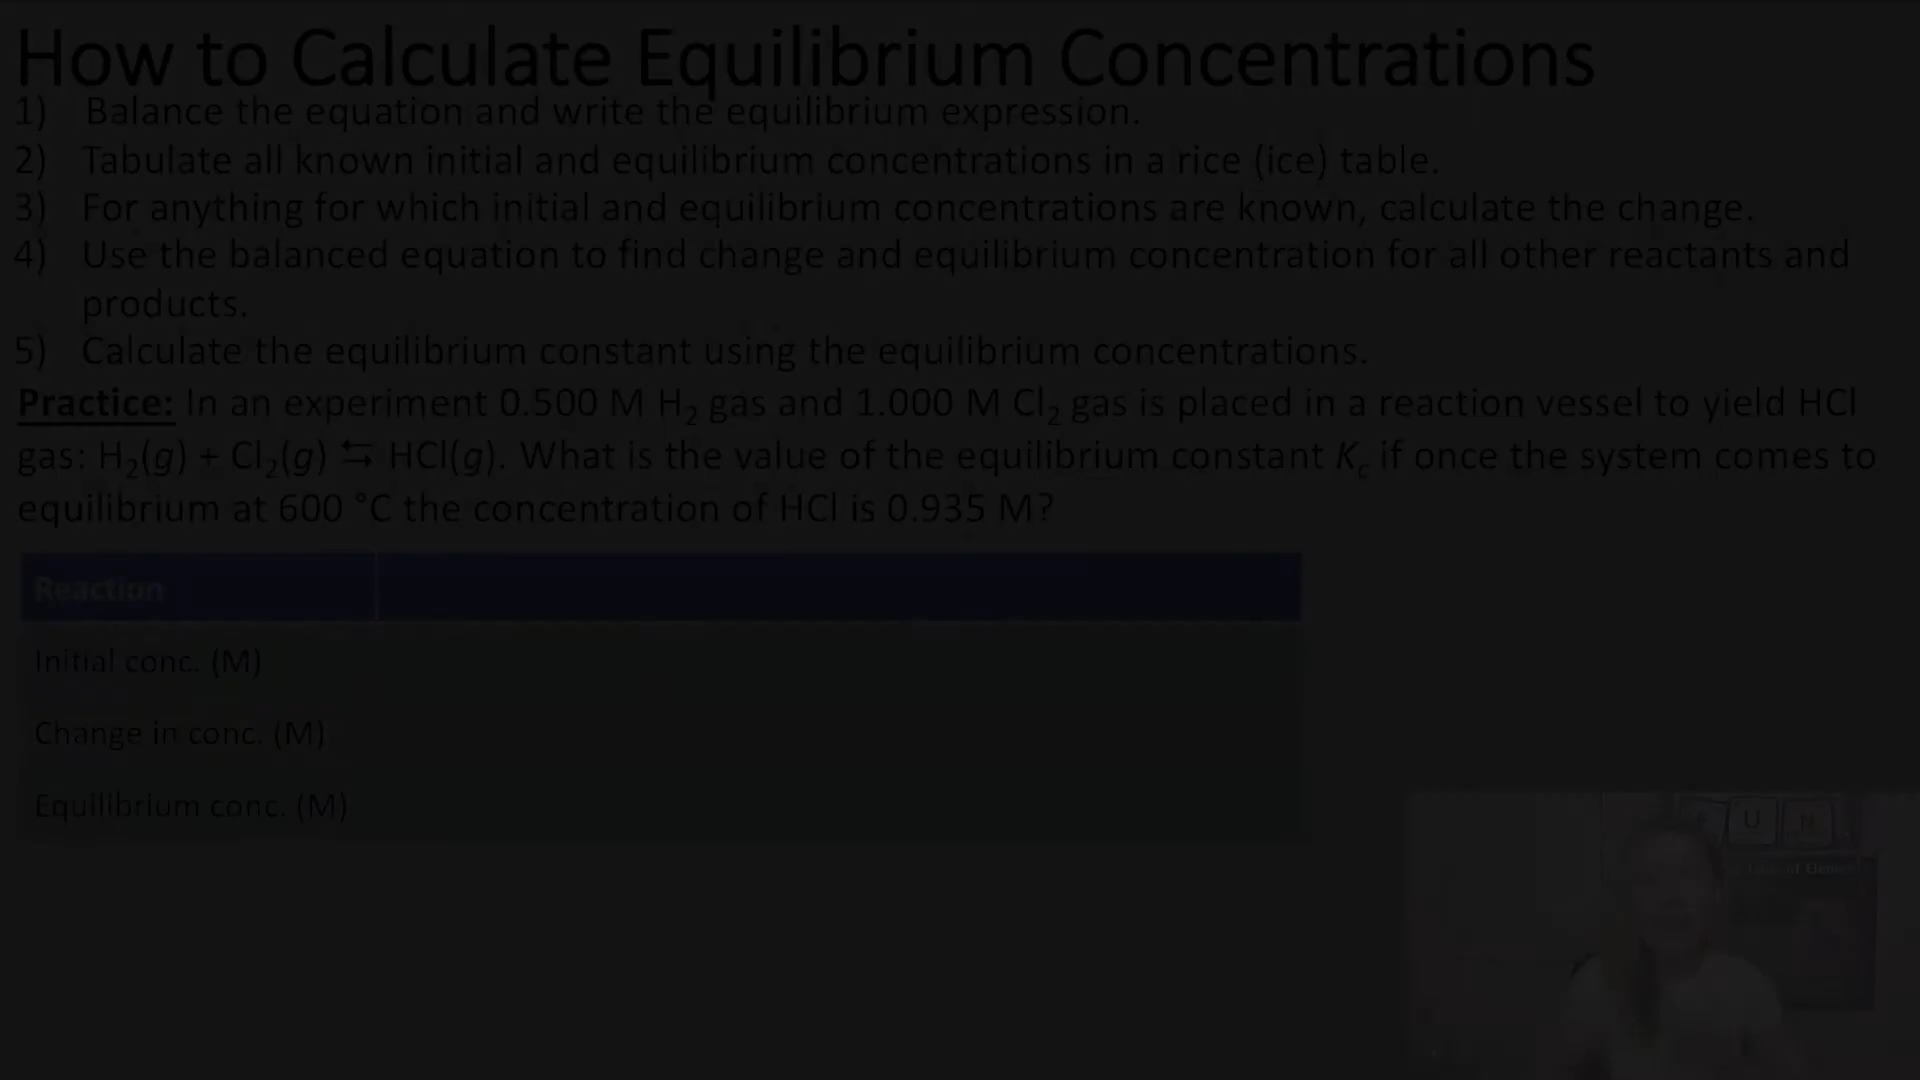 How to Calculate Equilibrium Concentrations
1) Balance the equation and write the equilibrium expression.
2) Tabulate all known initial and equilibrium concentrations in a rice (ice) table.
3) For anything for which initial and equilibrium concentrations are known, calculate the change.
4) Use the balanced equation to find change and equilibrium concentration for all other reactants and
products.
5) Calculate the equilibrium constant using the equilibrium concentrations.
Practice: In an experiment 0.500 M H₂ gas and 1.000 M Cl₂ gas is placed in a reaction vessel to yield HCl
gas: H₂(g) + Cl₂(g) ⇆ HCl(g). What is the value of the equilibrium constant K꜀ if once the system comes to
equilibrium at 600 °C the concentration of HCl is 0.935 M?
Reaction
Initial conc. (M)
Change in conc. (M)
Equilibrium conc. (M)
U N
of Elements